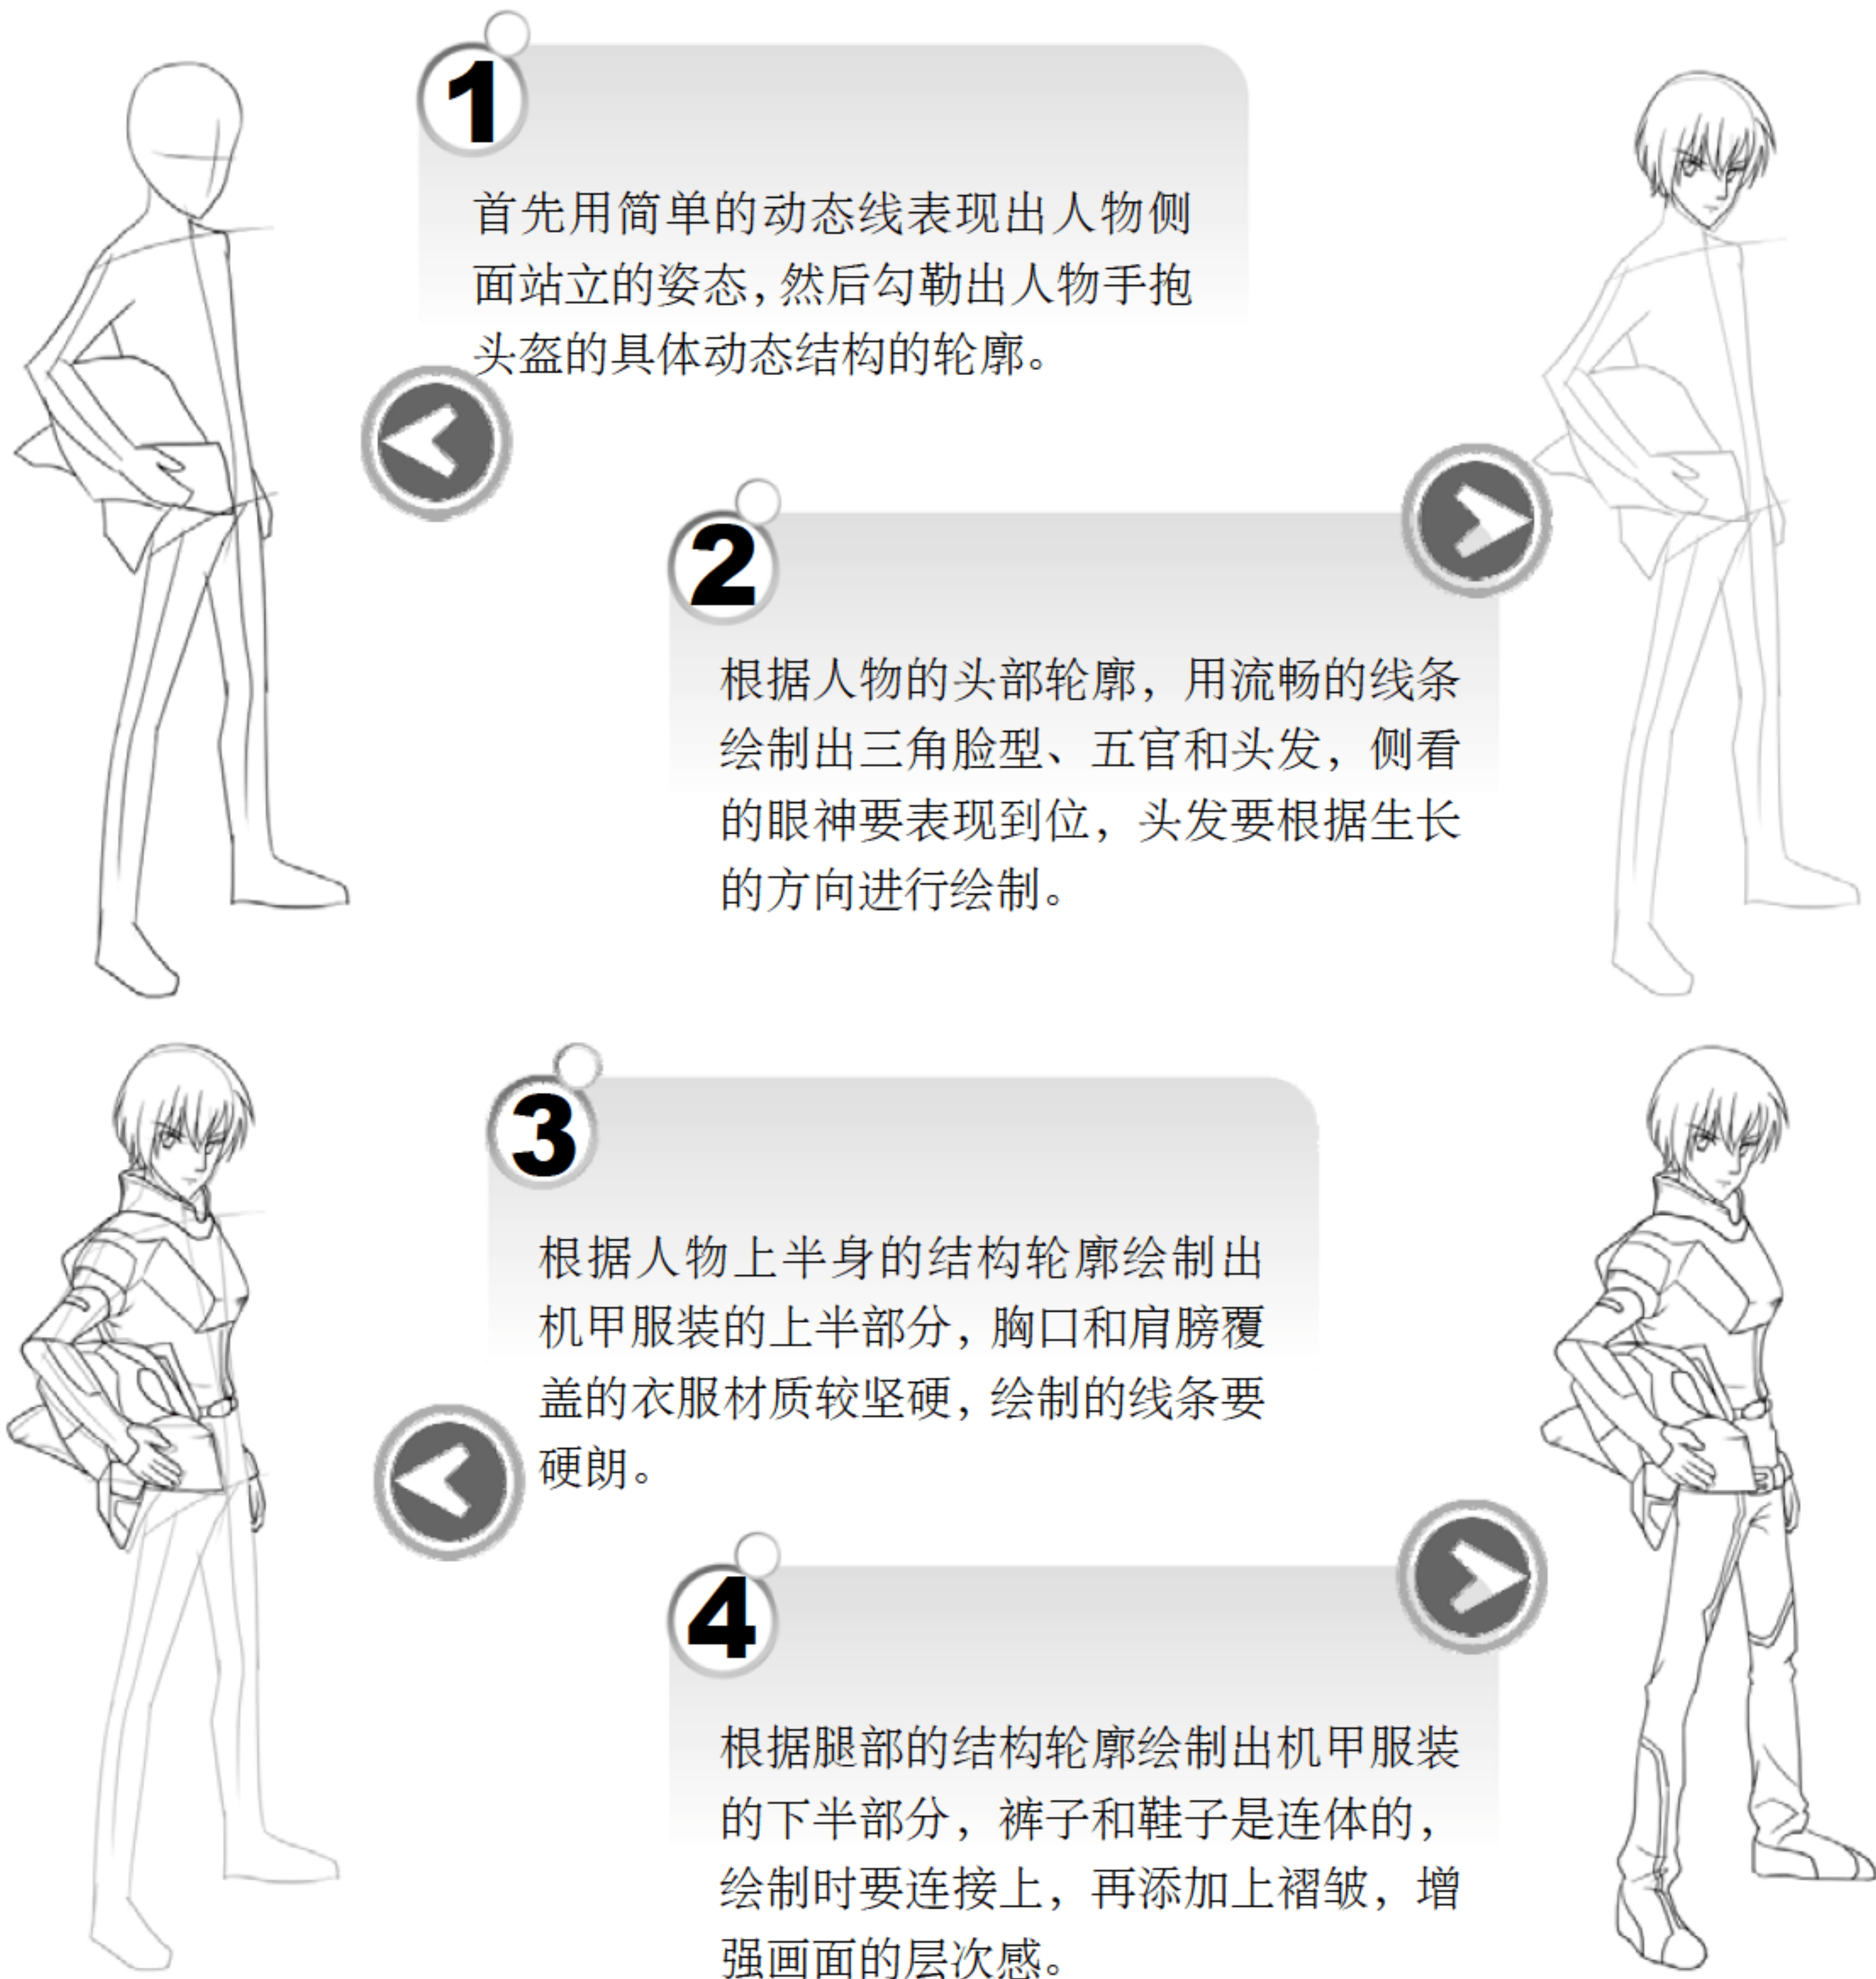 1
首先用简单的动态线表现出人物侧
面站立的姿态，然后勾勒出人物手抱
头盔的具体动态结构的轮廓。
2
根据人物的头部轮廓，用流畅的线条
绘制出三角脸型、五官和头发，侧看
的眼神要表现到位，头发要根据生长
的方向进行绘制。
3
根据人物上半身的结构轮廓绘制出
机甲服装的上半部分，胸口和肩膀覆
盖的衣服材质较坚硬，绘制的线条要
硬朗。
4
根据腿部的结构轮廓绘制出机甲服装
的下半部分，裤子和鞋子是连体的，
绘制时要连接上，再添加上褶皱，增
强画面的层次感。